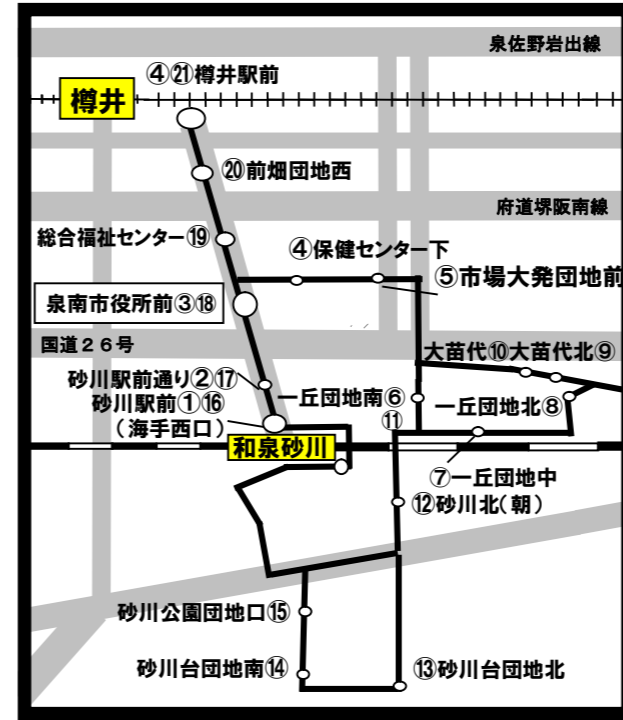 泉佐野岩出線
④㉑樽井駅前
樽井
⑳前畑団地西
府道堺阪南線
総合福祉センター⑲
④保健センター下
⑤市場大発団地前
泉南市役所前③⑱
国道26号
大苗代⑩大苗代北⑨
砂川駅前通り②⑰
一丘団地南⑥
⑪
一丘団地北⑧
砂川駅前①⑯
(海手西口)
和泉砂川
⑦一丘団地中
⑫砂川北(朝)
砂川公園団地口⑮
砂川台団地南⑭
⑬砂川台団地北